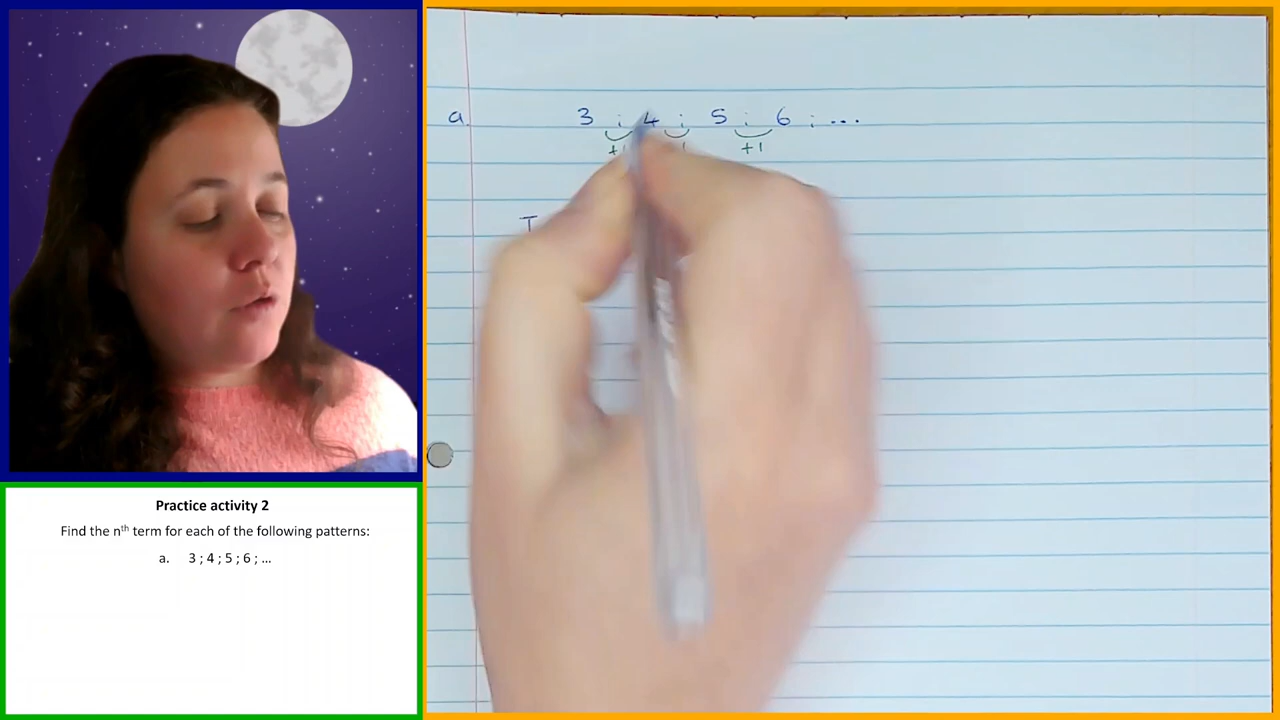 a. 3 ; 4 ; 5 ; 6 ; ...
+1 +1
T
Practice activity 2
Find the nth term for each of the following patterns:
a. 3 ; 4 ; 5 ; 6 ; ...